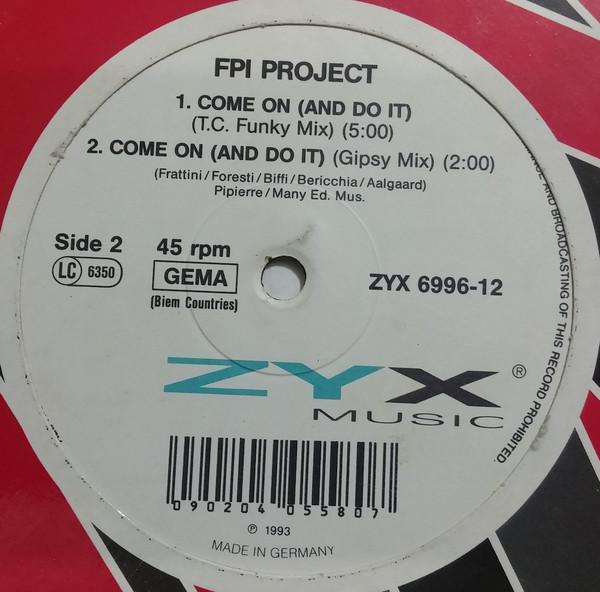 FPI PROJECT
1. COME ON (AND DO IT)
(T.C. Funky Mix) (5:00)
2. COME ON (AND DO IT) (Gipsy Mix) (2:00)
(Frattini/Foresti/Biffi/Bericchia/Aalgaard)
Pipierre/Many Ed. Mus.
Side 2 45 rpm
LC 6350 GEMA
(Biem Countries)
ZYX 6996-12
AND BROADCASTING OF THIS RECORD PROHIBITED.
ZYX ®
MUSIC
090204 055807
℗ 1993
MADE IN GERMANY